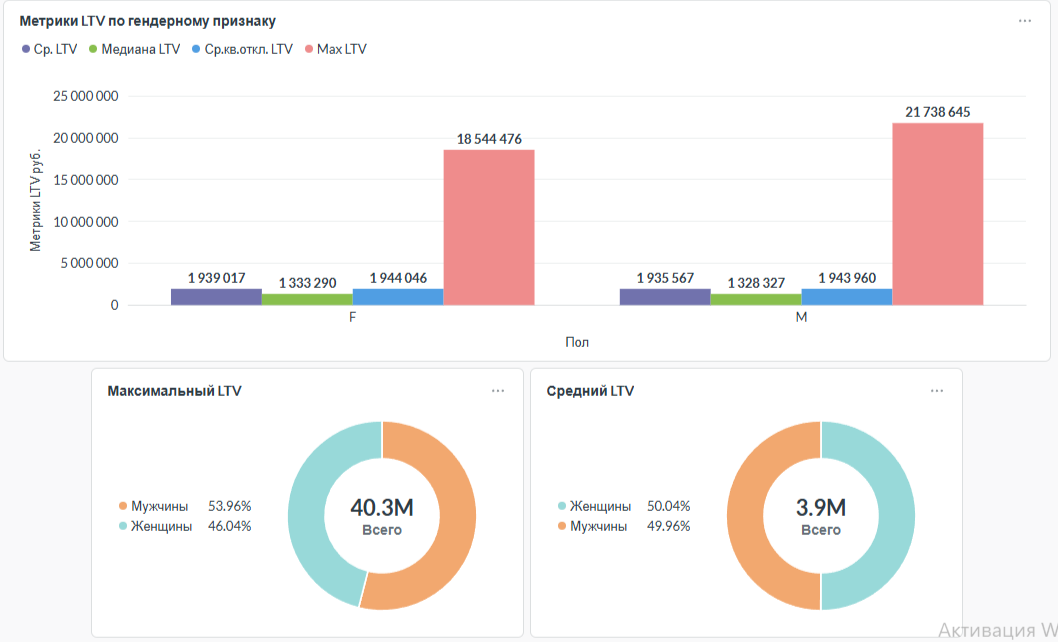 Метрики LTV по гендерному признаку
Ср. LTV Медиана LTV Ср.кв.откл. LTV Max LTV
Метрики LTV руб.
25 000 000
20 000 000
15 000 000
10 000 000
5 000 000
0
1 939 017
1 333 290
1 944 046
18 544 476
1 935 567
1 328 327
1 943 960
21 738 645
F
M
Пол
Максимальный LTV
Мужчины 53.96%
Женщины 46.04%
40.3M
Всего
Средний LTV
Женщины 50.04%
Мужчины 49.96%
3.9M
Всего
Активация W